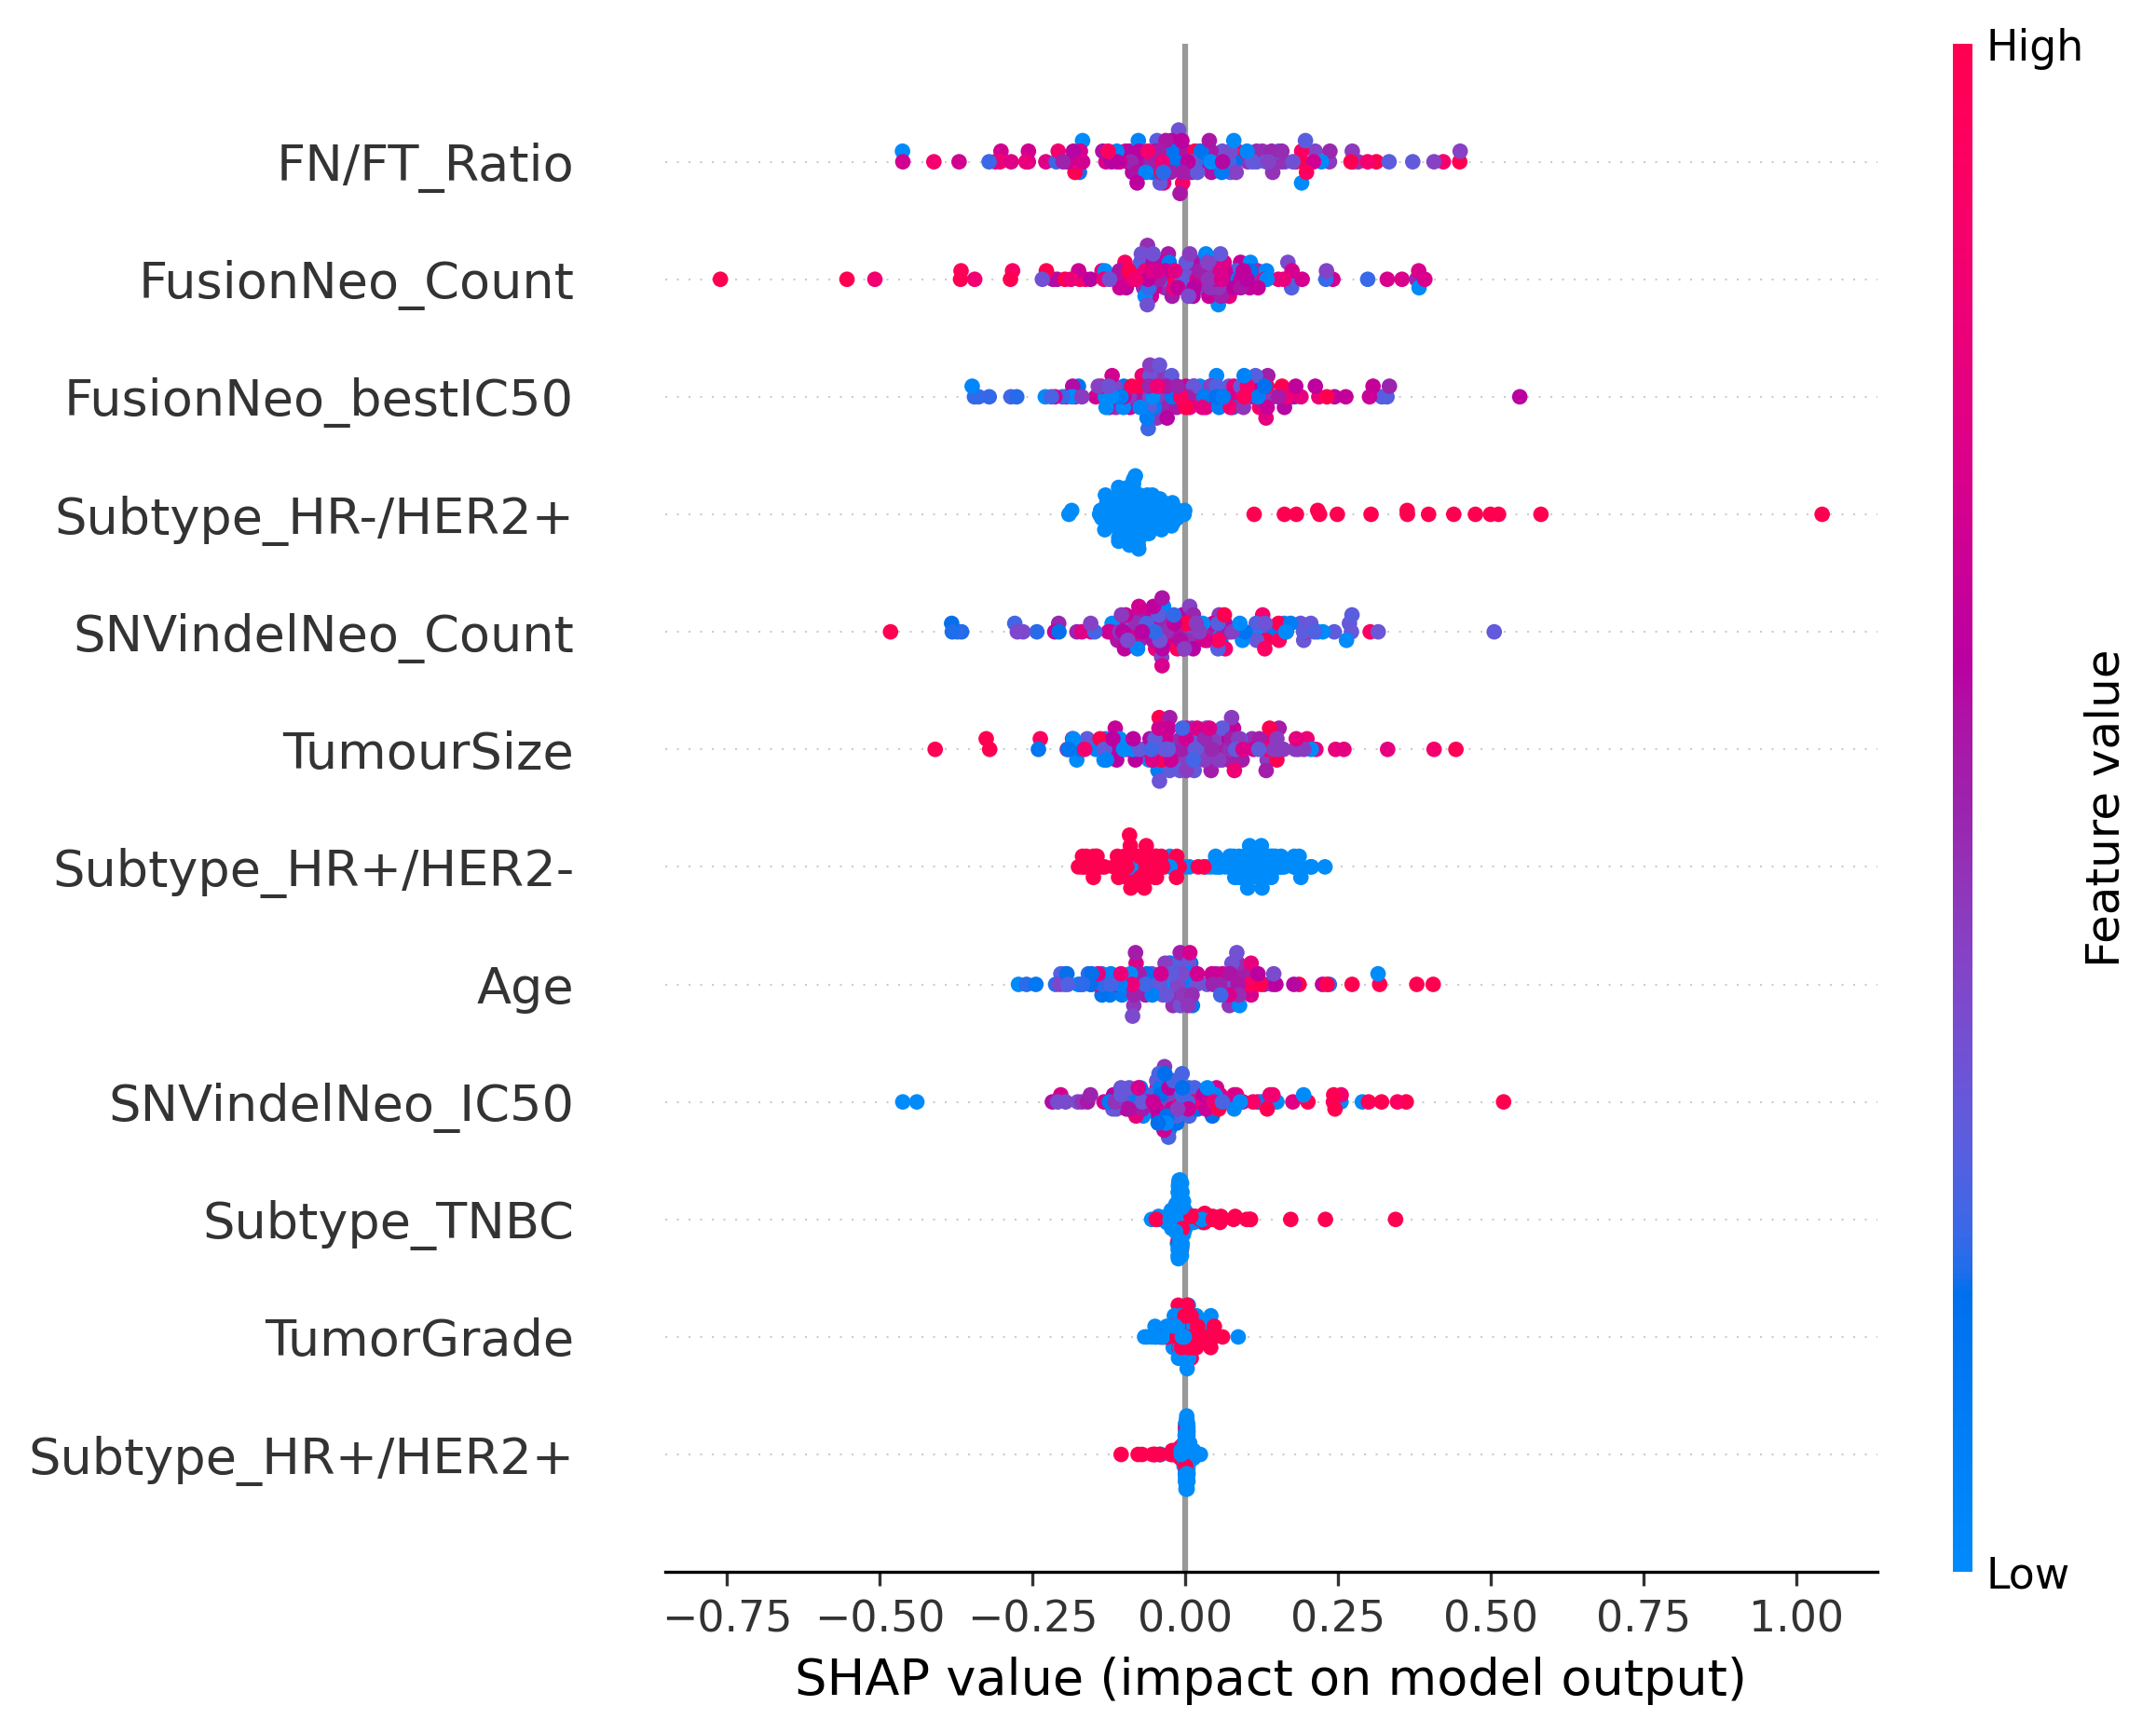 High
FN/FT_Ratio
FusionNeo_Count
FusionNeo_bestIC50
Subtype_HR-/HER2+
SNVindelNeo_Count
TumourSize
Subtype_HR+/HER2-
Age
SNVindelNeo_IC50
Subtype_TNBC
TumorGrade
Subtype_HR+/HER2+
Feature value
Low
−0.75 −0.50 −0.25 0.00 0.25 0.50 0.75 1.00
SHAP value (impact on model output)